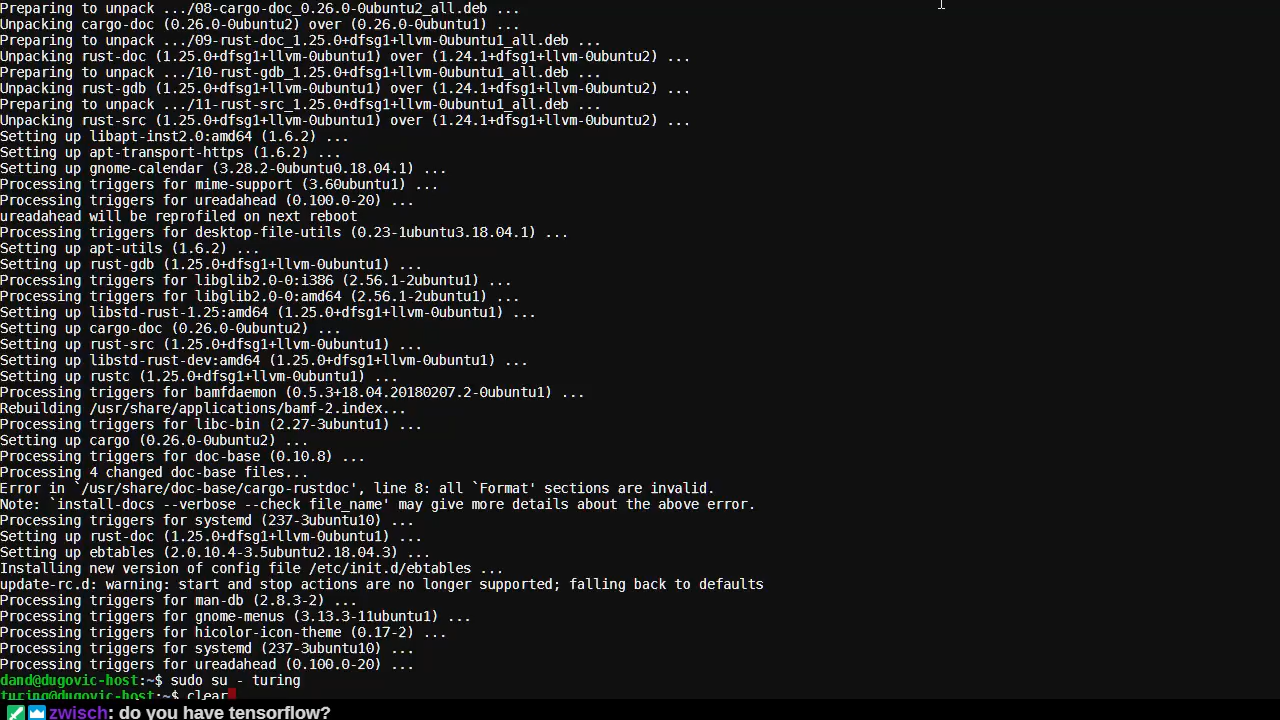 Preparing to unpack .../08-cargo-doc_0.26.0-0ubuntu2_all.deb ...
Unpacking cargo-doc (0.26.0-0ubuntu2) over (0.26.0-0ubuntu1) ...
Preparing to unpack .../09-rust-doc_1.25.0+dfsg1+llvm-0ubuntu1_all.deb ...
Unpacking rust-doc (1.25.0+dfsg1+llvm-0ubuntu1) over (1.24.1+dfsg1+llvm-0ubuntu2) ...
Preparing to unpack .../10-rust-gdb_1.25.0+dfsg1+llvm-0ubuntu1_all.deb ...
Unpacking rust-gdb (1.25.0+dfsg1+llvm-0ubuntu1) over (1.24.1+dfsg1+llvm-0ubuntu2) ...
Preparing to unpack .../11-rust-src_1.25.0+dfsg1+llvm-0ubuntu1_all.deb ...
Unpacking rust-src (1.25.0+dfsg1+llvm-0ubuntu1) over (1.24.1+dfsg1+llvm-0ubuntu2) ...
Setting up libapt-inst2.0:amd64 (1.6.2) ...
Setting up apt-transport-https (1.6.2) ...
Setting up gnome-calendar (3.28.2-0ubuntu0.18.04.1) ...
Processing triggers for mime-support (3.60ubuntu1) ...
Processing triggers for ureadahead (0.100.0-20) ...
ureadahead will be reprofiled on next reboot
Processing triggers for desktop-file-utils (0.23-1ubuntu3.18.04.1) ...
Setting up apt-utils (1.6.2) ...
Setting up rust-gdb (1.25.0+dfsg1+llvm-0ubuntu1) ...
Processing triggers for libglib2.0-0:i386 (2.56.1-2ubuntu1) ...
Processing triggers for libglib2.0-0:amd64 (2.56.1-2ubuntu1) ...
Setting up libstd-rust-1.25:amd64 (1.25.0+dfsg1+llvm-0ubuntu1) ...
Setting up cargo-doc (0.26.0-0ubuntu2) ...
Setting up rust-src (1.25.0+dfsg1+llvm-0ubuntu1) ...
Setting up libstd-rust-dev:amd64 (1.25.0+dfsg1+llvm-0ubuntu1) ...
Setting up rustc (1.25.0+dfsg1+llvm-0ubuntu1) ...
Processing triggers for bamfdaemon (0.5.3+18.04.20180207.2-0ubuntu1) ...
Rebuilding /usr/share/applications/bamf-2.index...
Processing triggers for libc-bin (2.27-3ubuntu1) ...
Setting up cargo (0.26.0-0ubuntu2) ...
Processing triggers for doc-base (0.10.8) ...
Processing 4 changed doc-base files...
Error in `/usr/share/doc-base/cargo-rustdoc', line 8: all `Format' sections are invalid.
Note: `install-docs --verbose --check file_name' may give more details about the above error.
Processing triggers for systemd (237-3ubuntu10) ...
Setting up rust-doc (1.25.0+dfsg1+llvm-0ubuntu1) ...
Setting up ebtables (2.0.10.4-3.5ubuntu2.18.04.3) ...
Installing new version of config file /etc/init.d/ebtables ...
update-rc.d: warning: start and stop actions are no longer supported; falling back to defaults
Processing triggers for man-db (2.8.3-2) ...
Processing triggers for gnome-menus (3.13.3-11ubuntu1) ...
Processing triggers for hicolor-icon-theme (0.17-2) ...
Processing triggers for systemd (237-3ubuntu10) ...
Processing triggers for ureadahead (0.100.0-20) ...
dand@dugovic-host:~$ sudo su - turing
turing@dugovic-host:~$ clear
zwisch: do you have tensorflow?